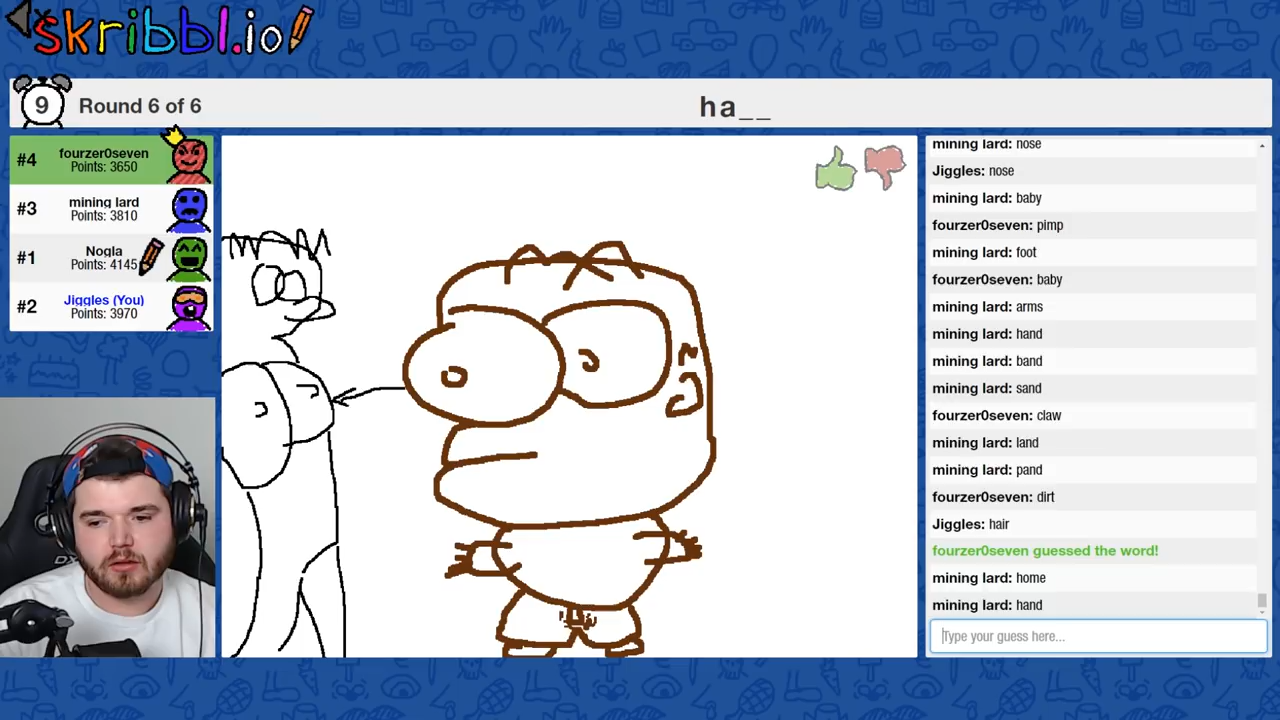 skribbl.io
9
Round 6 of 6
ha__
#4
fourzer0seven
Points: 3650
#3
mining lard
Points: 3810
#1
Nogla
Points: 4145
#2
Jiggles (You)
Points: 3970
mining lard: nose
Jiggles: nose
mining lard: baby
fourzer0seven: pimp
mining lard: foot
fourzer0seven: baby
mining lard: arms
mining lard: hand
mining lard: band
mining lard: sand
fourzer0seven: claw
mining lard: land
mining lard: pand
fourzer0seven: dirt
Jiggles: hair
fourzer0seven guessed the word!
mining lard: home
mining lard: hand
Type your guess here...